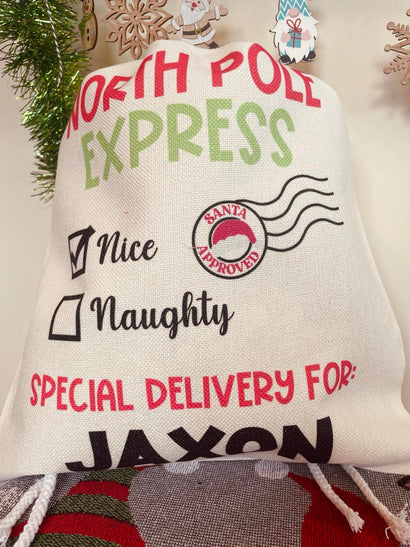 NORTH POLE
EXPRESS
Nice
SANTA
APPROVED
Naughty
SPECIAL DELIVERY FOR:
JAXON